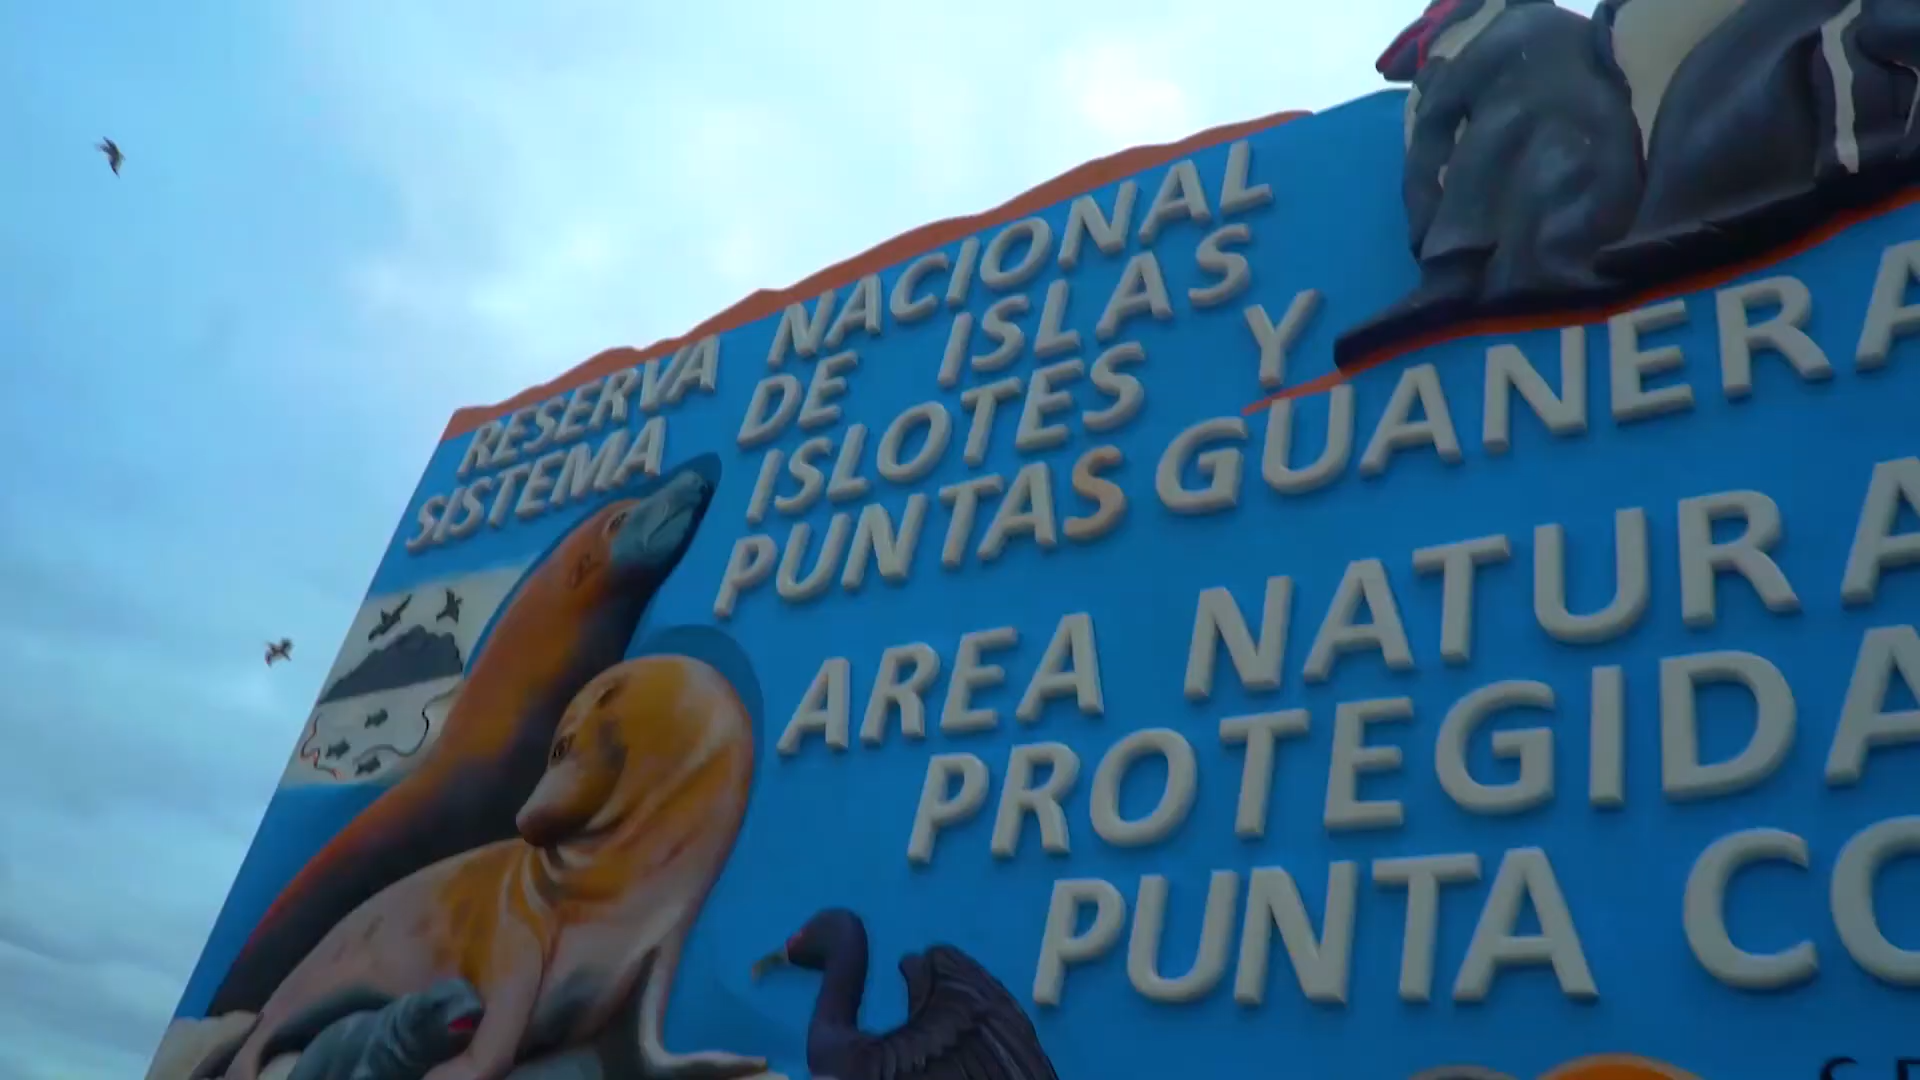 RESERVA NACIONAL
SISTEMA DE ISLAS
ISLOTES Y
PUNTAS GUANERA
AREA NATURA
PROTEGIDA
PUNTA CO